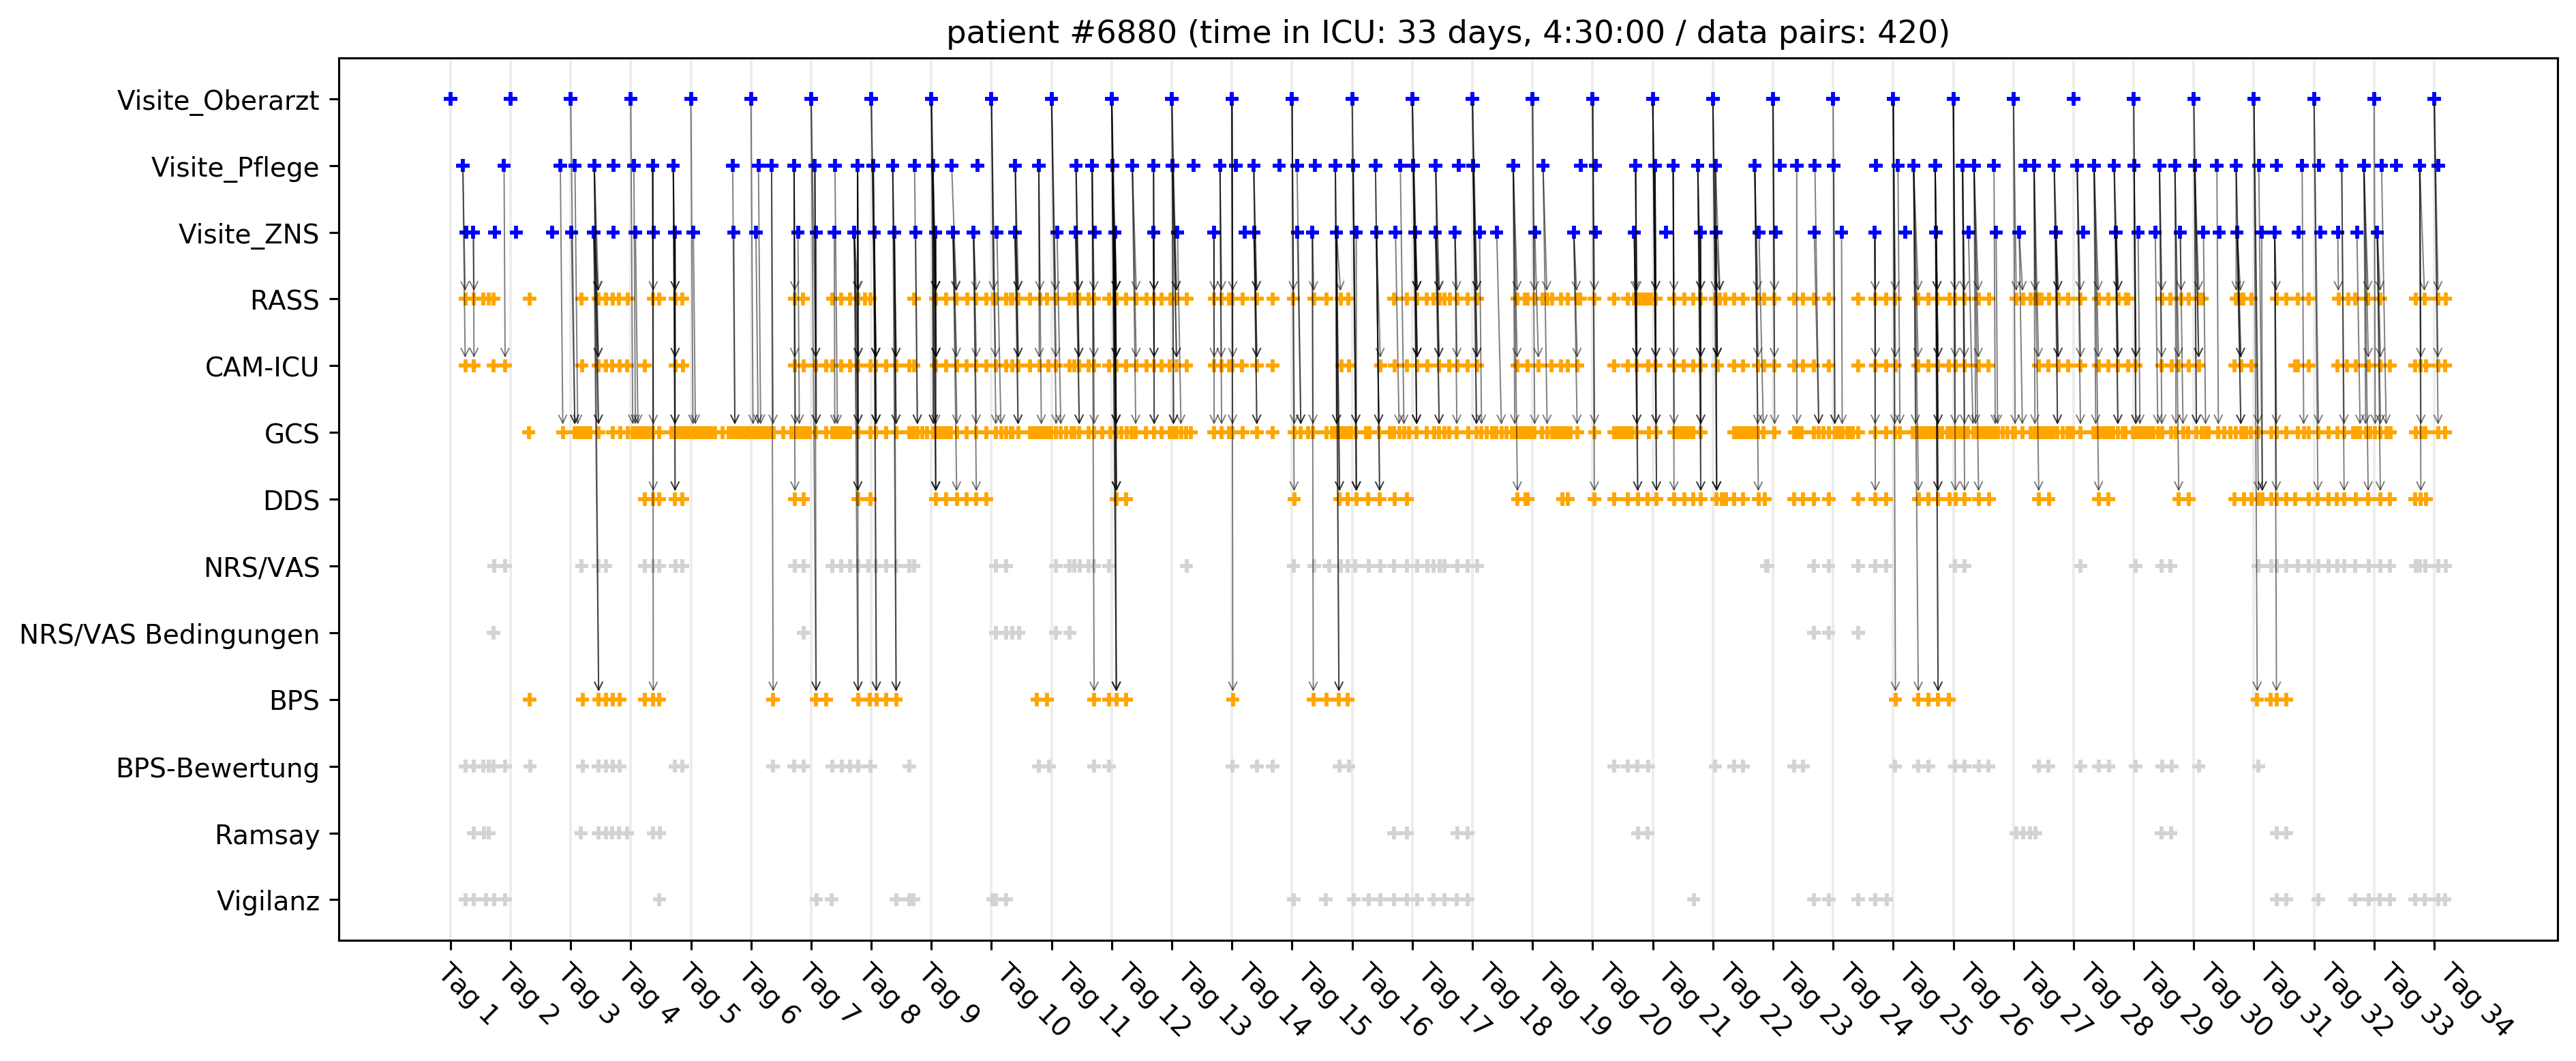 patient #6880 (time in ICU: 33 days, 4:30:00 / data pairs: 420)
Visite_Oberarzt
Visite_Pflege
Visite_ZNS
RASS
CAM-ICU
GCS
DDS
NRS/VAS
NRS/VAS Bedingungen
BPS
BPS-Bewertung
Ramsay
Vigilanz
Tag 1
Tag 2
Tag 3
Tag 4
Tag 5
Tag 6
Tag 7
Tag 8
Tag 9
Tag 10
Tag 11
Tag 12
Tag 13
Tag 14
Tag 15
Tag 16
Tag 17
Tag 18
Tag 19
Tag 20
Tag 21
Tag 22
Tag 23
Tag 24
Tag 25
Tag 26
Tag 27
Tag 28
Tag 29
Tag 30
Tag 31
Tag 32
Tag 33
Tag 34